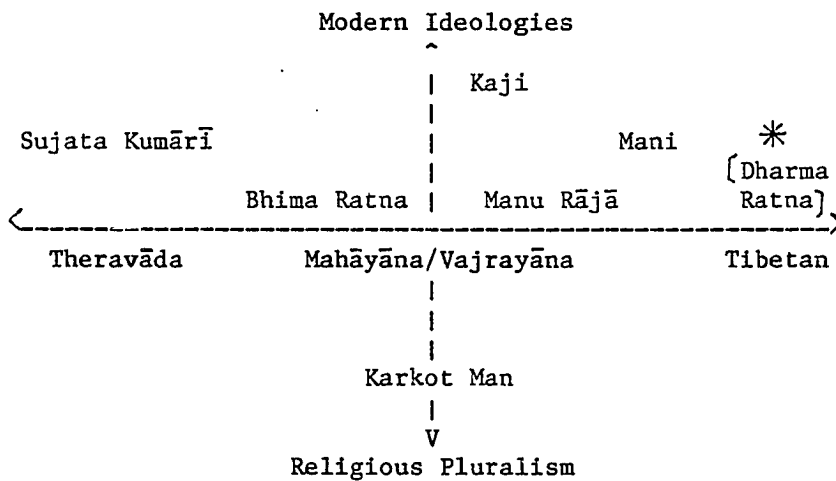 Modern Ideologies
Kaji
Sujata Kumārī Mani *
[Dharma
Bhima Ratna Manu Rājā Ratna]
Theravāda Mahāyāna/Vajrayāna Tibetan
Karkot Man
V
Religious Pluralism